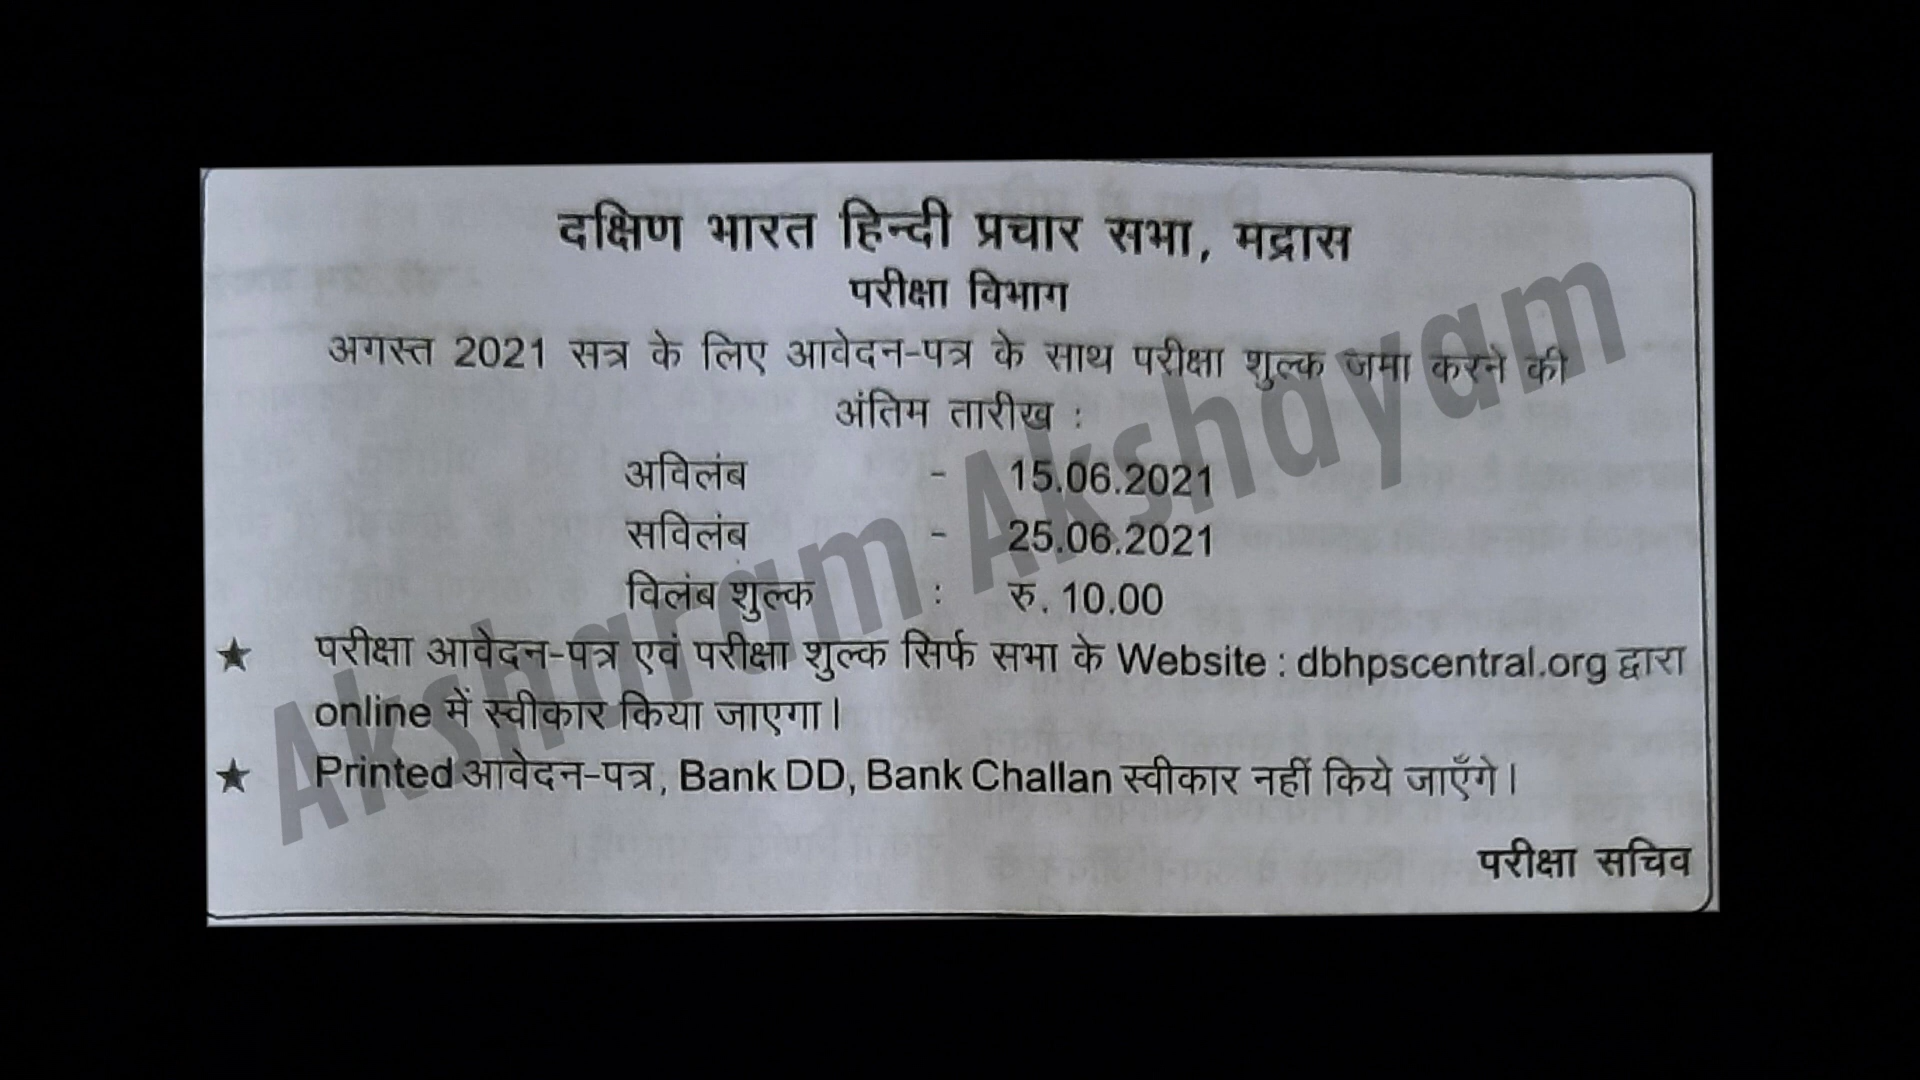 दक्षिण भारत हिन्दी प्रचार सभा, मद्रास
परीक्षा विभाग
अगस्त 2021 सत्र के लिए आवेदन-पत्र के साथ परीक्षा शुल्क जमा करने की
अंतिम तारीख :
अविलंब - 15.06.2021
सविलंब - 25.06.2021
विलंब शुल्क : रु. 10.00
★ परीक्षा आवेदन-पत्र एवं परीक्षा शुल्क सिर्फ सभा के Website : dbhpscentral.org द्वारा
online में स्वीकार किया जाएगा।
★ Printed आवेदन-पत्र, Bank DD, Bank Challan स्वीकार नहीं किये जाएँगे।
परीक्षा सचिव
Aksharam Akshayam